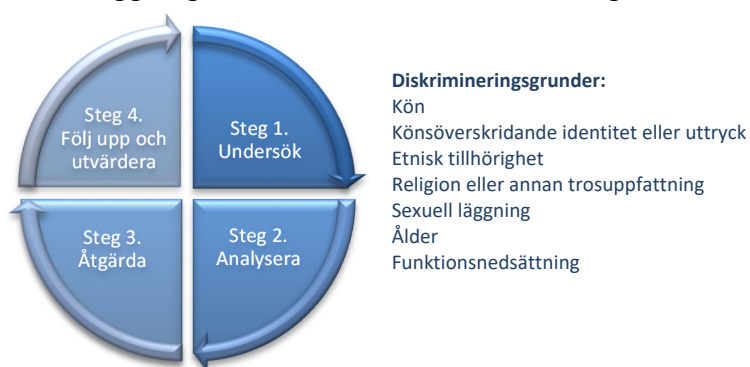 Steg 4.
Följ upp och
utvärdera
Steg 1.
Undersök
Steg 3.
Åtgärda
Steg 2.
Analysera
Diskrimineringsgrunder:
Kön
Könsöverskridande identitet eller uttryck
Etnisk tillhörighet
Religion eller annan trosuppfattning
Sexuell läggning
Ålder
Funktionsnedsättning